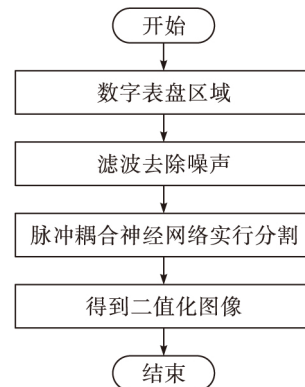 开始
数字表盘区域
滤波去除噪声
脉冲耦合神经网络实行分割
得到二值化图像
结束